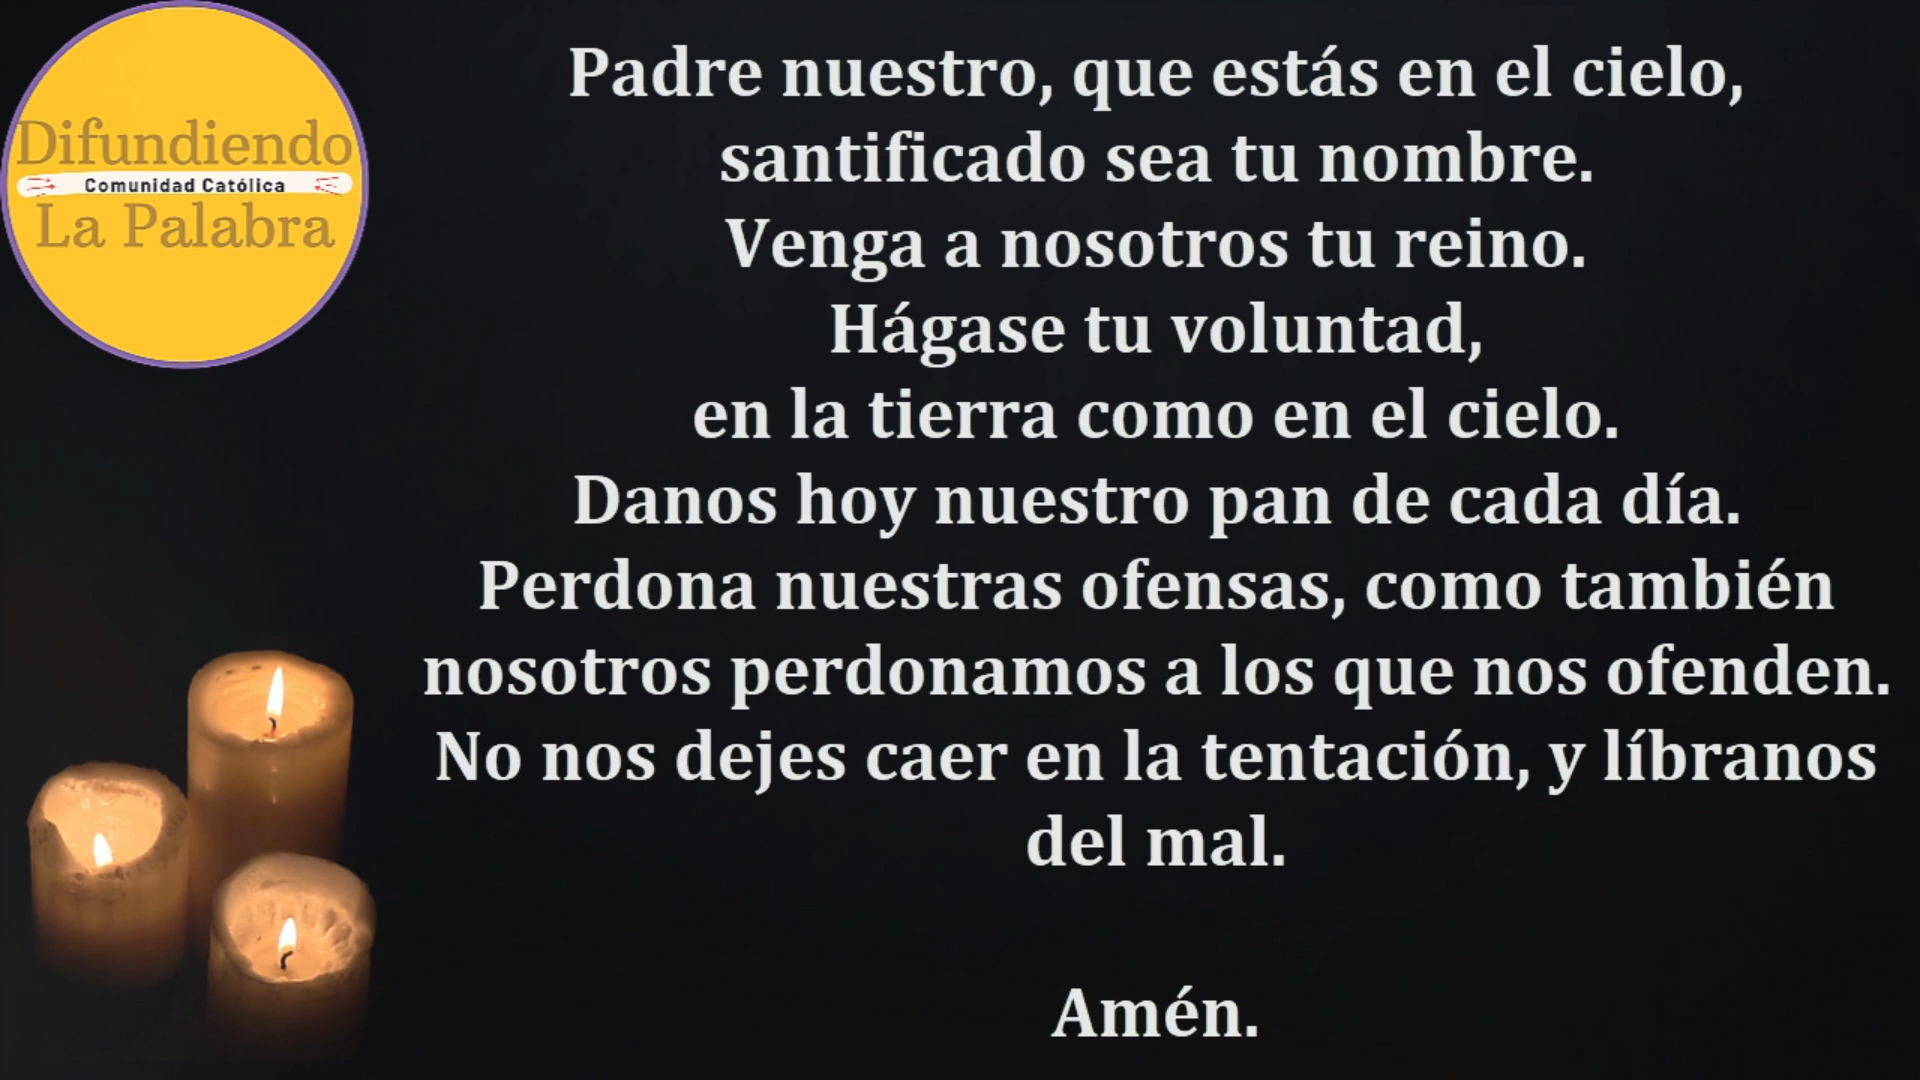 Difundiendo
Comunidad Católica
La Palabra
Padre nuestro, que estás en el cielo,
santificado sea tu nombre.
Venga a nosotros tu reino.
Hágase tu voluntad,
en la tierra como en el cielo.
Danos hoy nuestro pan de cada día.
Perdona nuestras ofensas, como también
nosotros perdonamos a los que nos ofenden.
No nos dejes caer en la tentación, y líbranos
del mal.
Amén.